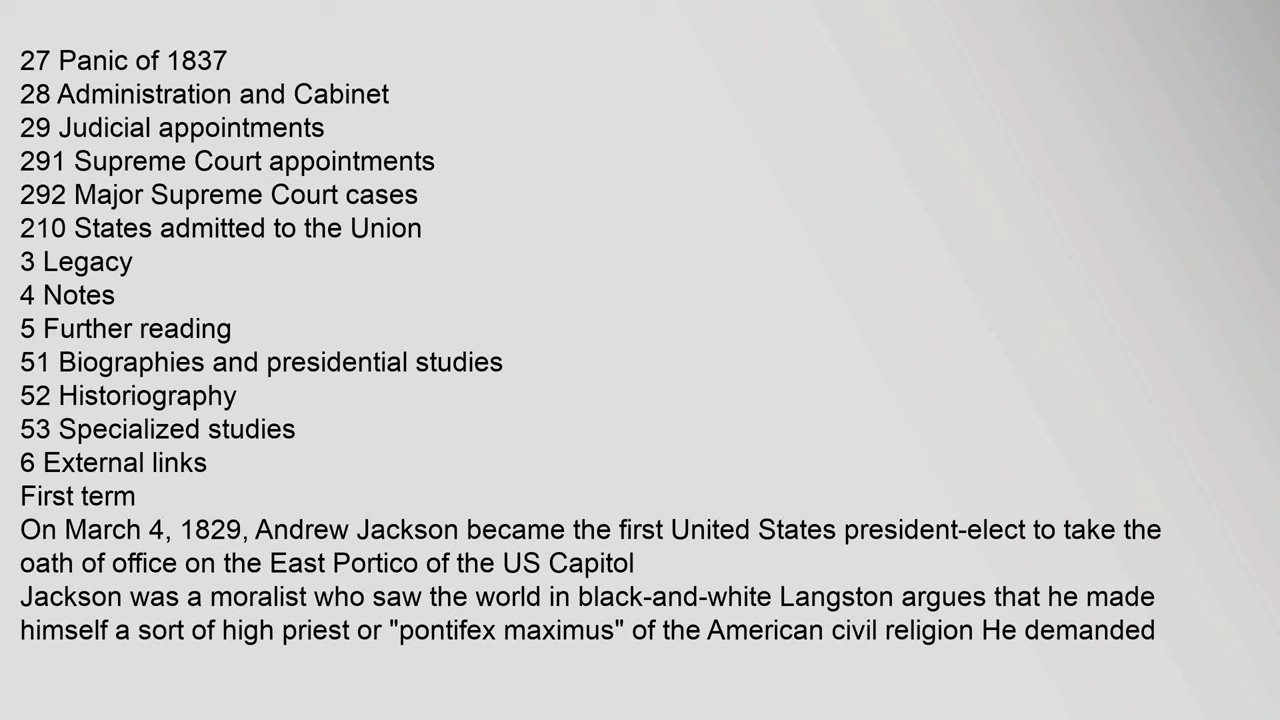 27 Panic of 1837
28 Administration and Cabinet
29 Judicial appointments
291 Supreme Court appointments
292 Major Supreme Court cases
210 States admitted to the Union
3 Legacy
4 Notes
5 Further reading
51 Biographies and presidential studies
52 Historiography
53 Specialized studies
6 External links
First term
On March 4, 1829, Andrew Jackson became the first United States president-elect to take the
oath of office on the East Portico of the US Capitol
Jackson was a moralist who saw the world in black-and-white Langston argues that he made
himself a sort of high priest or "pontifex maximus" of the American civil religion He demanded